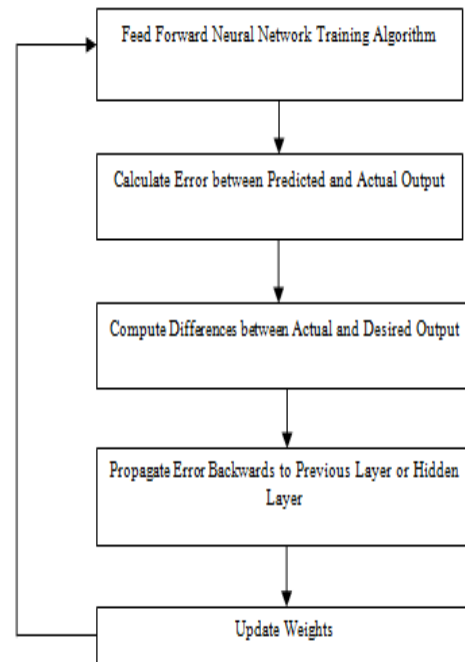 Feed Forward Neural Network Training Algorithm
Calculate Error between Predicted and Actual Output
Compute Differences between Actual and Desired Output
Propagate Error Backwards to Previous Layer or Hidden
Layer
Update Weights